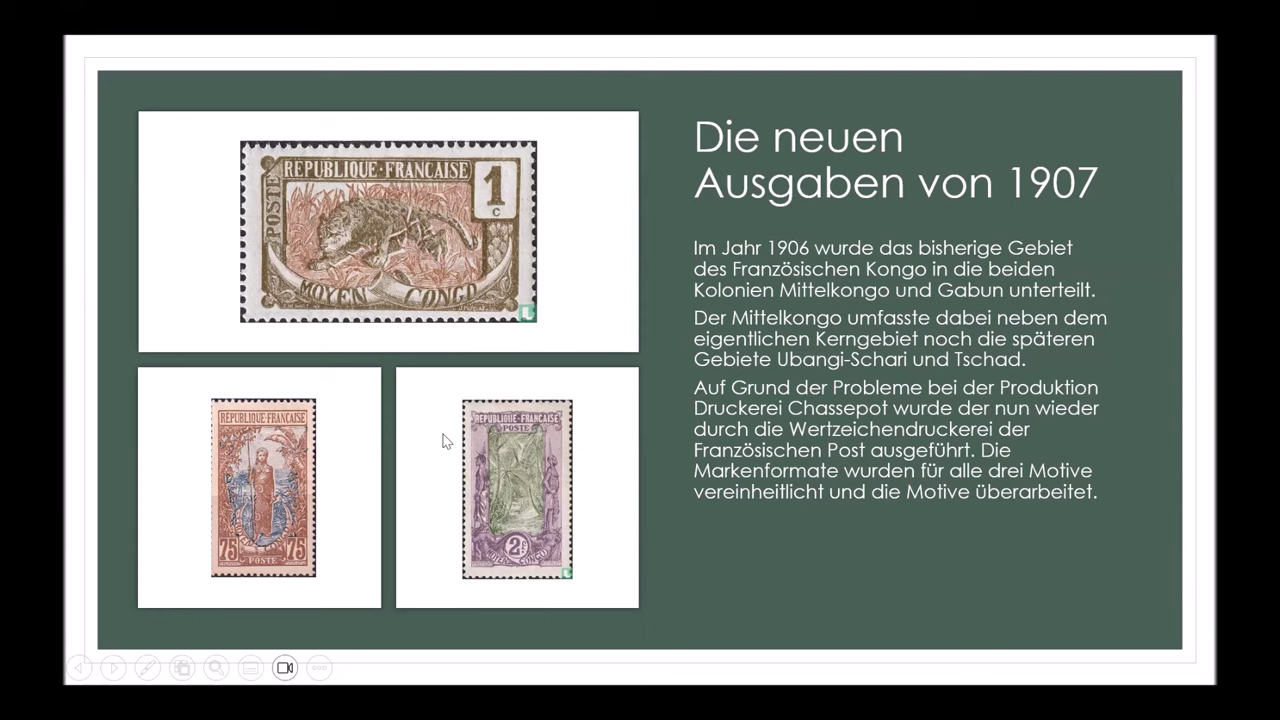 REPUBLIQUE·FRANCAISE
POSTE
1
c
MOYEN CONGO
REPUBLIQUE·FRANÇAISE
75
75
POSTE
REPUBLIQUE·FRANÇAISE
POSTE
2
MOYEN CONGO
Die neuen
Ausgaben von 1907
Im Jahr 1906 wurde das bisherige Gebiet
des Französischen Kongo in die beiden
Kolonien Mittelkongo und Gabun unterteilt.
Der Mittelkongo umfasste dabei neben dem
eigentlichen Kerngebiet noch die späteren
Gebiete Ubangi-Schari und Tschad.
Auf Grund der Probleme bei der Produktion
Druckerei Chassepot wurde der nun wieder
durch die Wertzeichendruckerei der
Französischen Post ausgeführt. Die
Markenformate wurden für alle drei Motive
vereinheitlicht und die Motive überarbeitet.